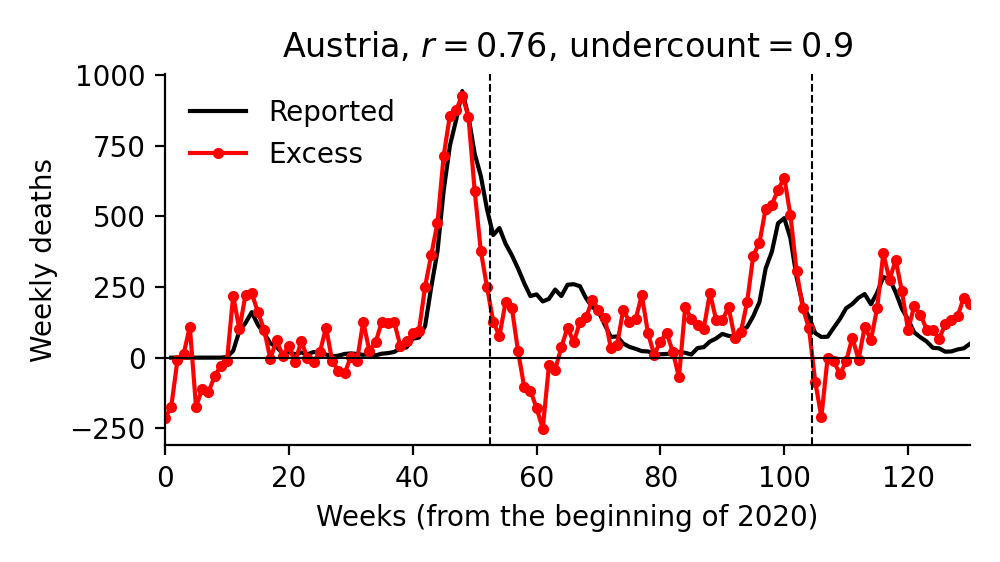 Austria, r = 0.76, undercount = 0.9
1000
750
500
250
0
−250
Weekly deaths
Reported
Excess
0 20 40 60 80 100 120
Weeks (from the beginning of 2020)